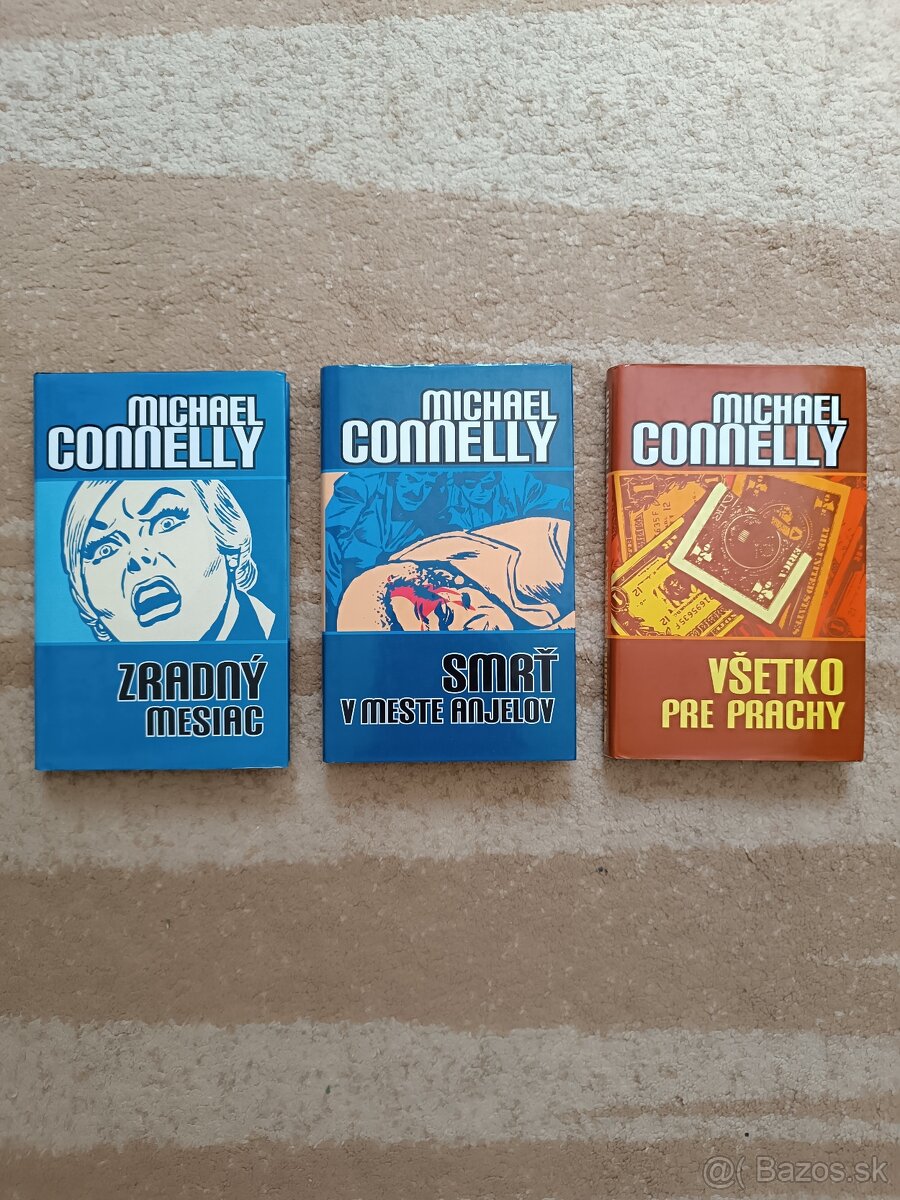 MICHAEL
CONNELLY
ZRADNÝ
MESIAC
MICHAEL
CONNELLY
SMRŤ
V MESTE ANJELOV
MICHAEL
CONNELLY
VŠETKO
PRE PRACHY
@( Bazos.sk